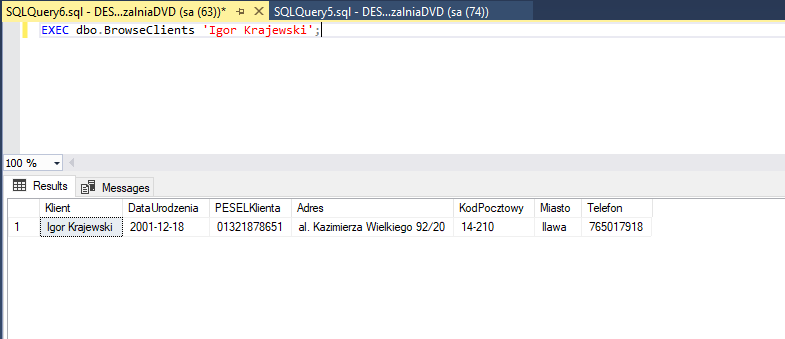 SQLQuery6.sql - DES...zalniaDVD (sa (63))* SQLQuery5.sql - DES...zalniaDVD (sa (74))
EXEC dbo.BrowseClients 'Igor Krajewski';
100 %
Results Messages
Klient DataUrodzenia PESELKlienta Adres KodPocztowy Miasto Telefon
1 Igor Krajewski 2001-12-18 01321878651 al. Kazimierza Wielkiego 92/20 14-210 Iława 765017918